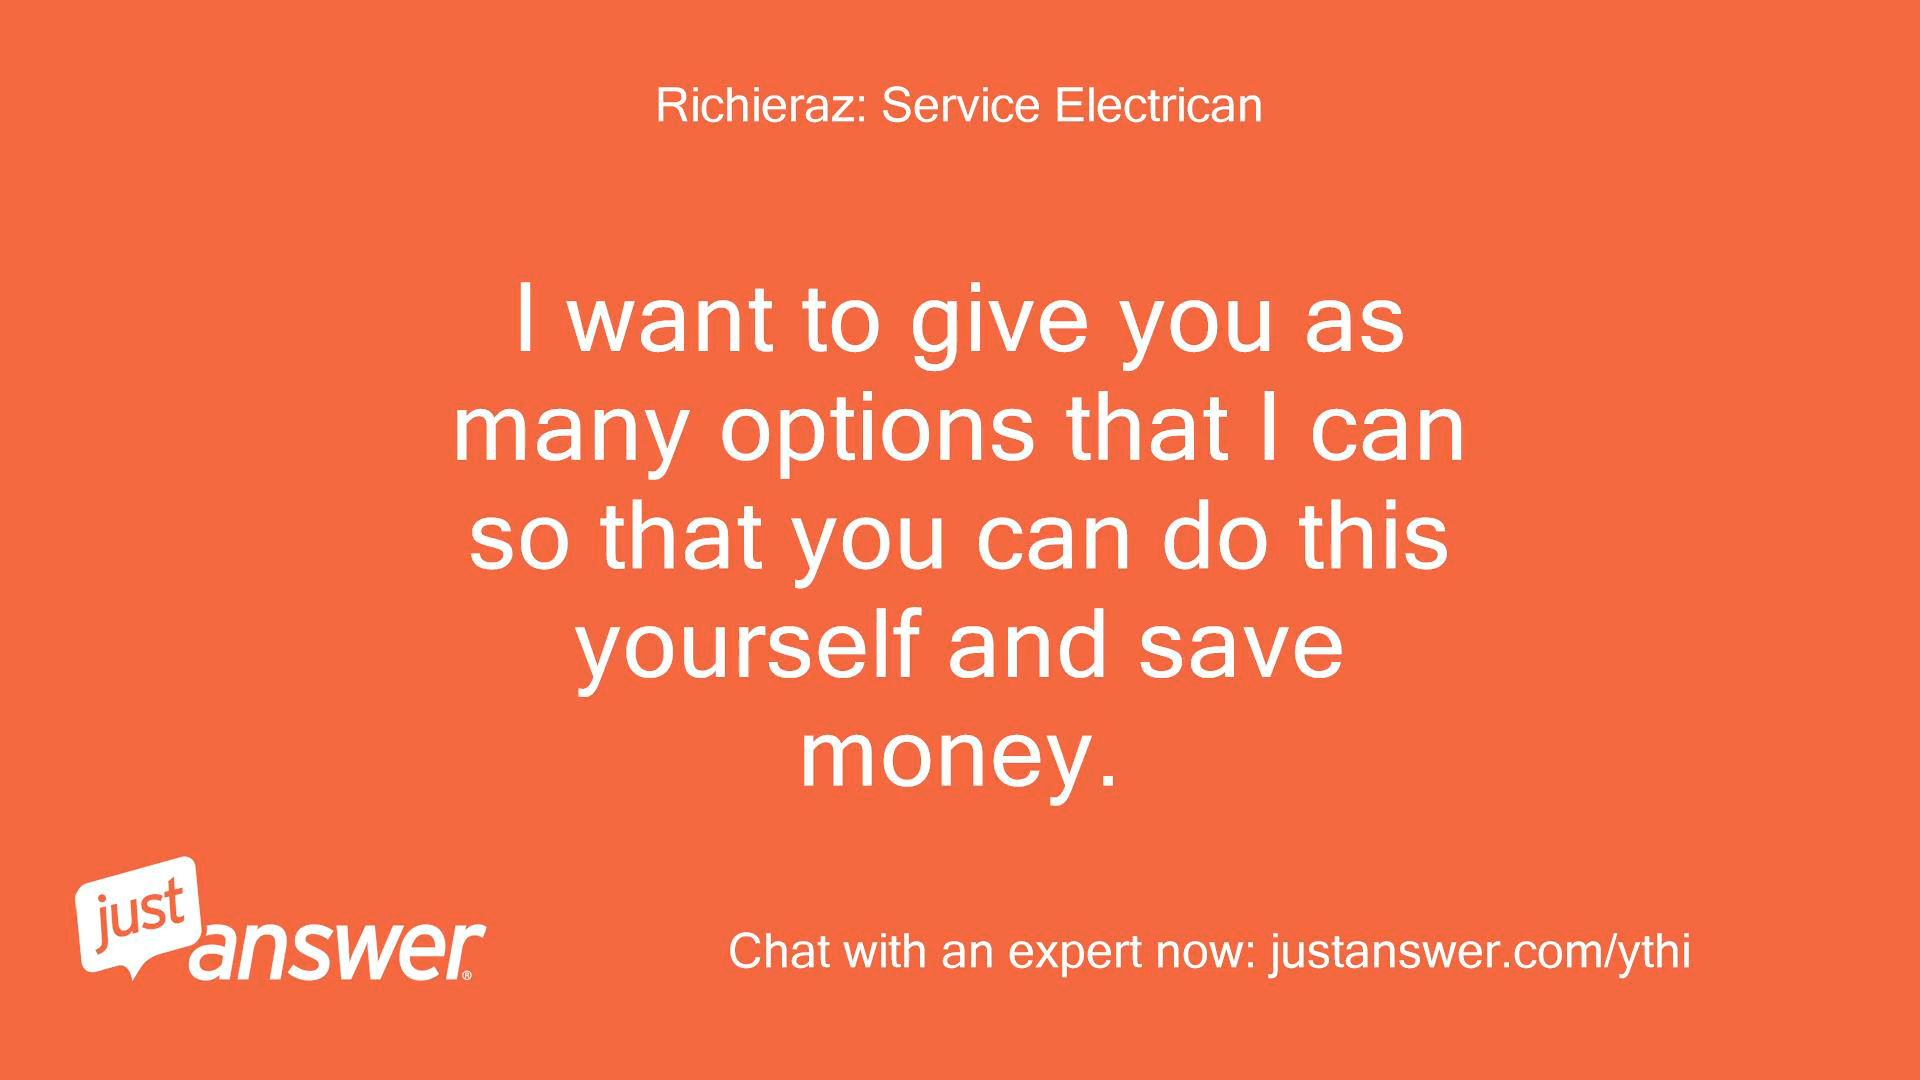 Richieraz: Service Electrican
I want to give you as
many options that I can
so that you can do this
yourself and save
money.
just
answer®
Chat with an expert now: justanswer.com/ythi